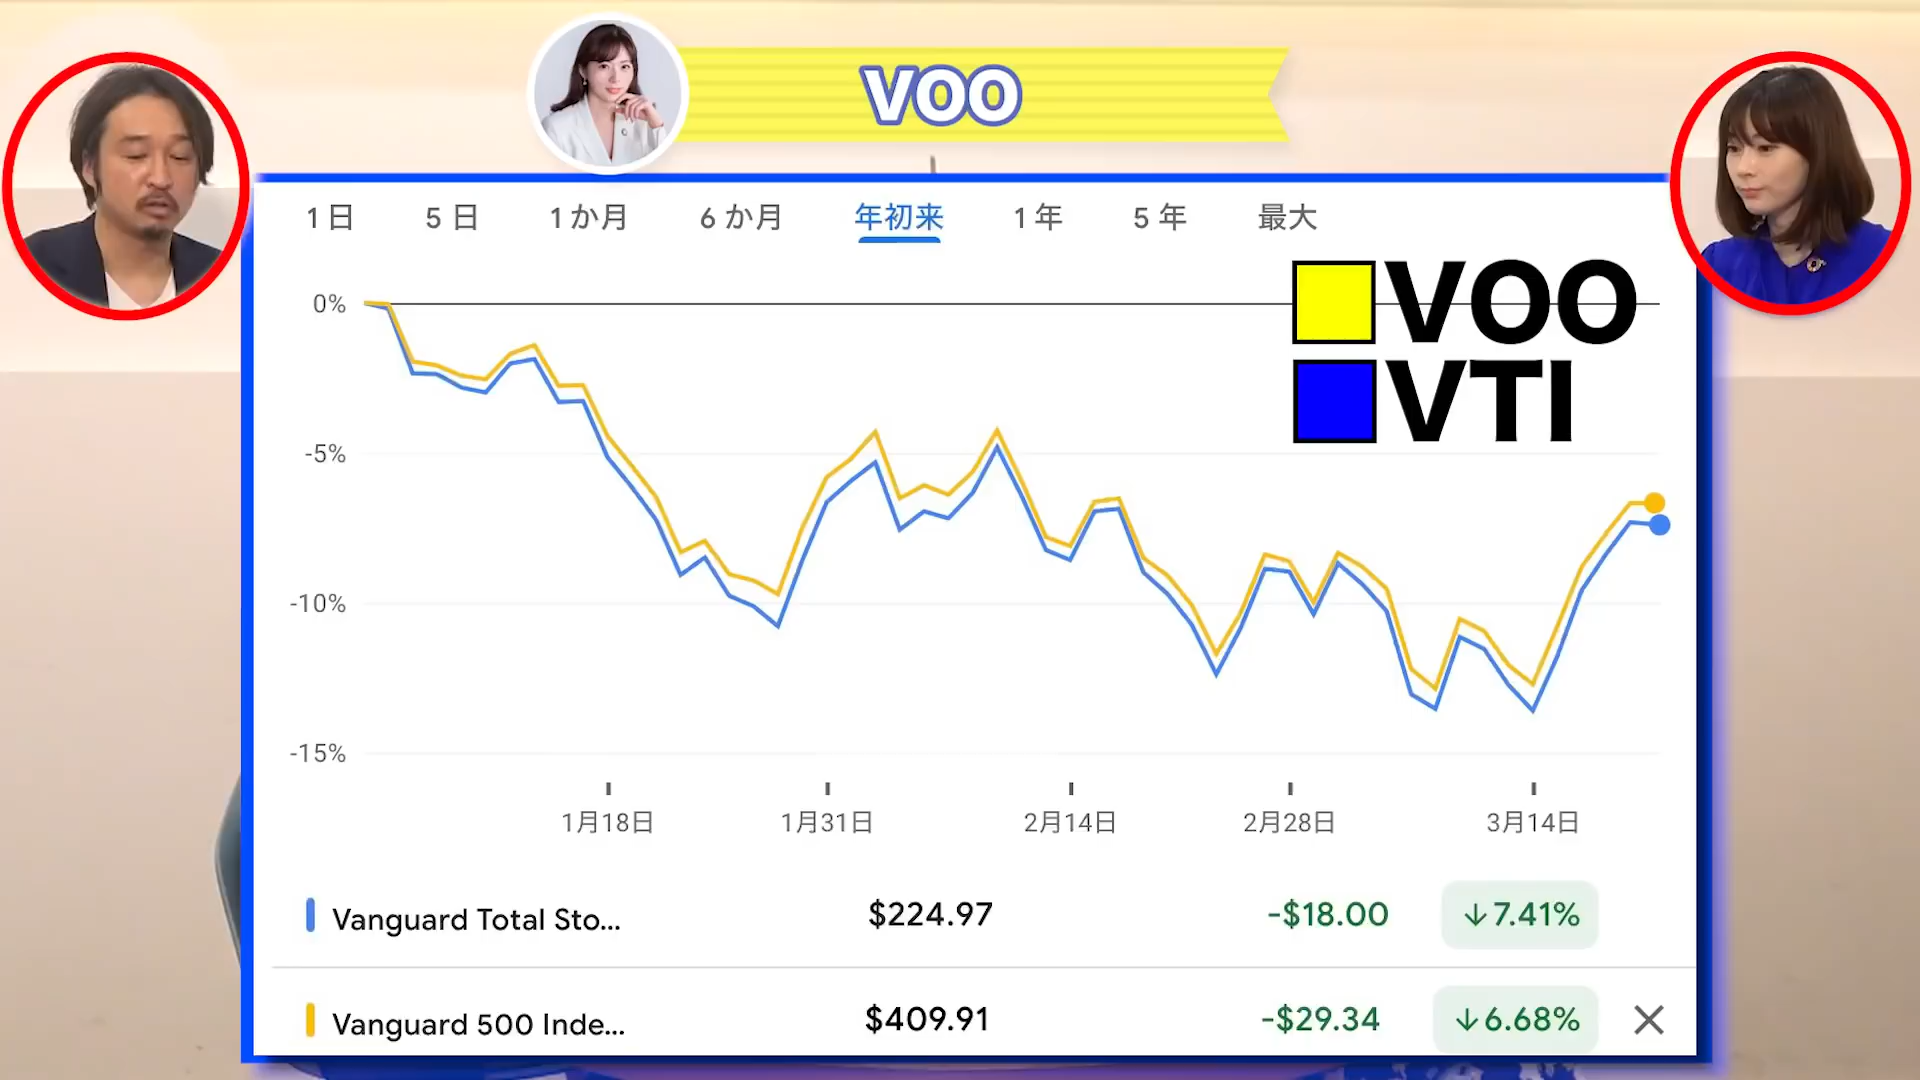 VOO
1日 5日 1か月 6か月 年初来 1年 5年 最大
VOO
VTI
0%
-5%
-10%
-15%
1月18日 1月31日 2月14日 2月28日 3月14日
Vanguard Total Sto... $224.97 -$18.00 ↓7.41%
Vanguard 500 Inde... $409.91 -$29.34 ↓6.68% ×